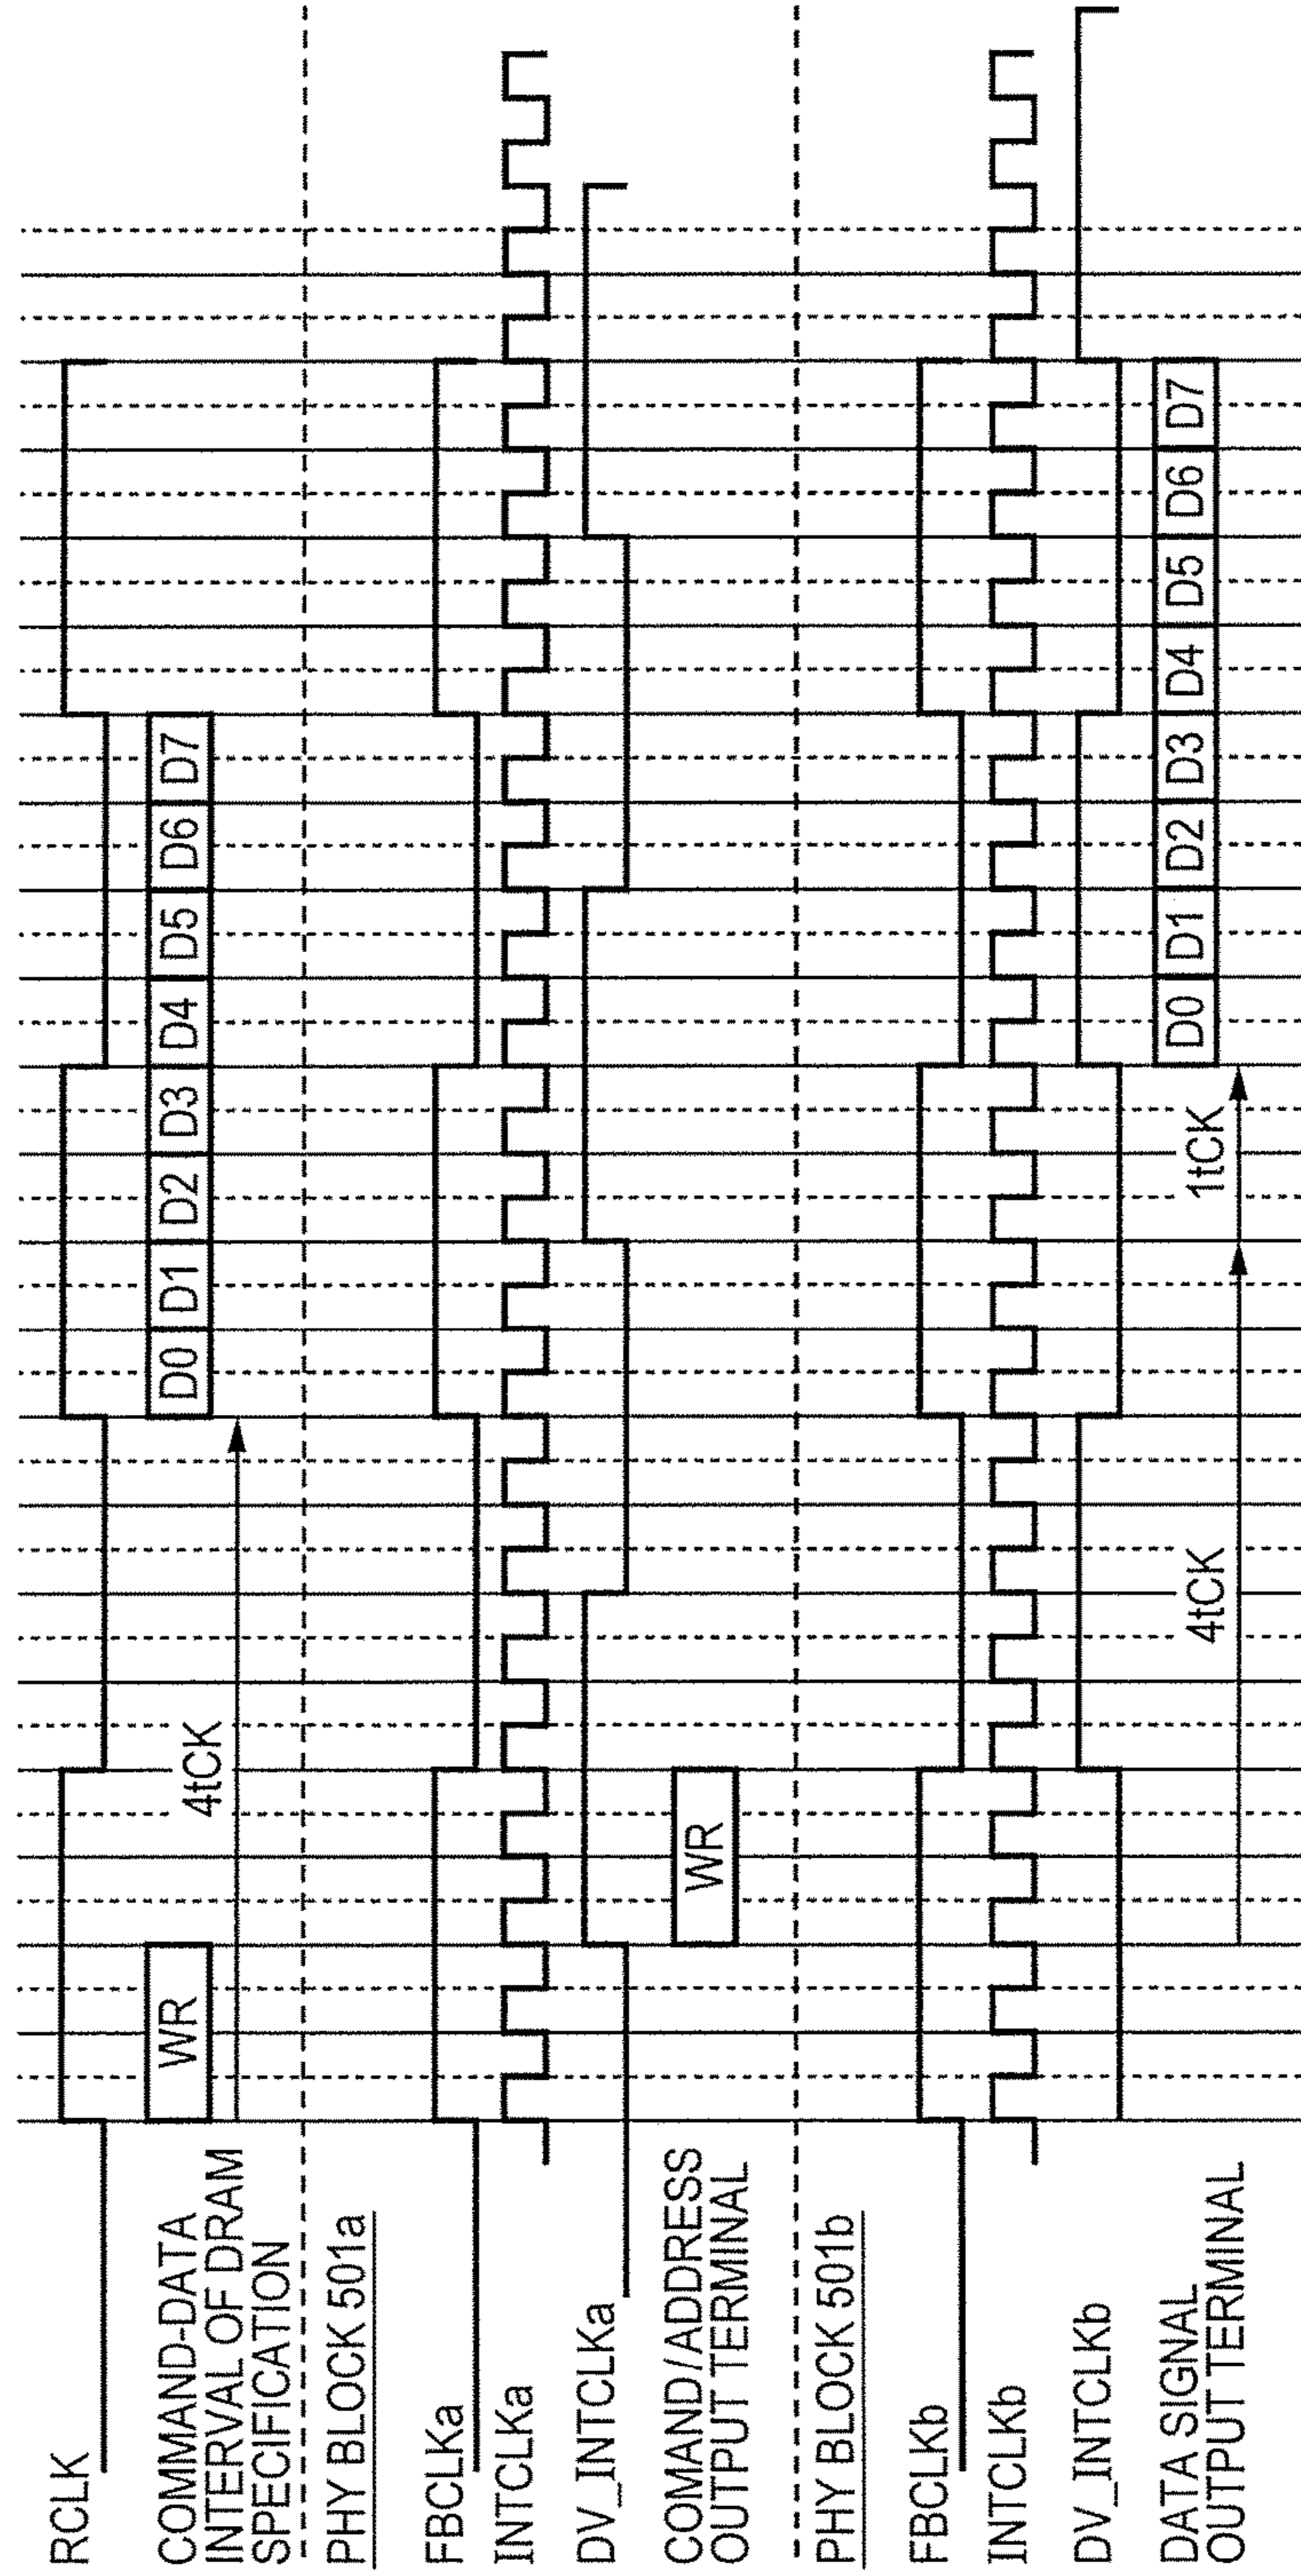 RCLK
COMMAND-DATA
INTERVAL OF DRAM
SPECIFICATION
WR
4tCK
D0 D1 D2 D3 D4 D5 D6 D7
PHY BLOCK 501a
FBCLKa
INTCLKa
DV_INTCLKa
COMAND/ADDRESS
OUTPUT TERMINAL
WR
PHY BLOCK 501b
FBCLKb
INTCLKb
DV_INTCLKb
DATA SIGNAL
OUTPUT TERMINAL
4tCK
1tCK
D0 D1 D2 D3 D4 D5 D6 D7